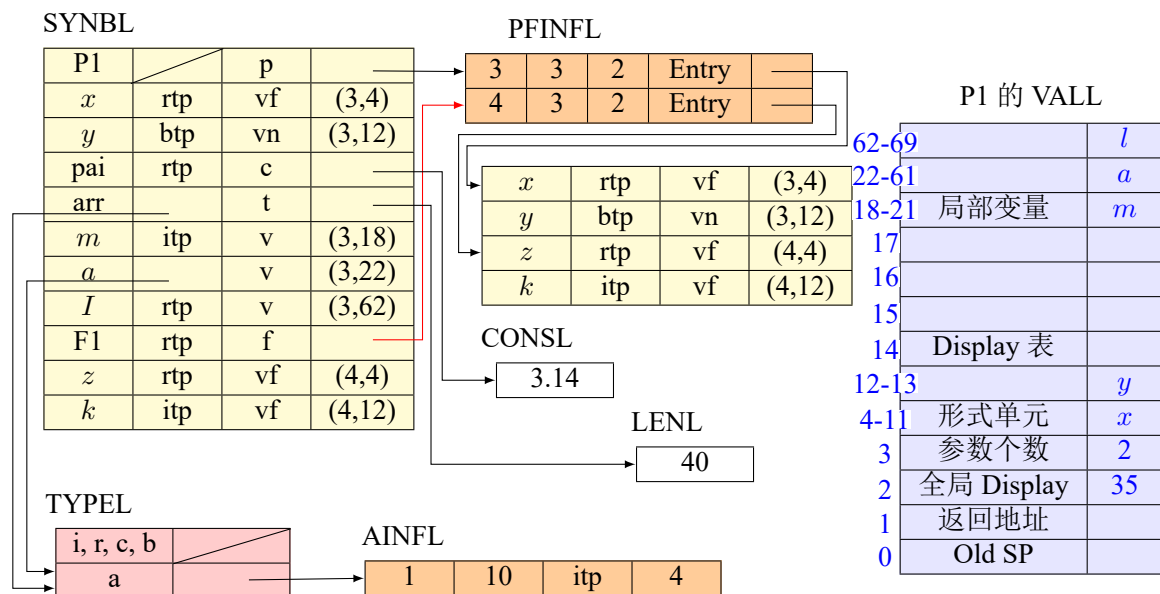 SYNBL
P1 p
x rtp vf (3,4)
y btp vn (3,12)
pai rtp c
arr t
m itp v (3,18)
a v (3,22)
I rtp v (3,62)
F1 rtp f
z rtp vf (4,4)
k itp vf (4,12)
PFINFL
3 3 2 Entry
4 3 2 Entry
x rtp vf (3,4)
y btp vn (3,12)
z rtp vf (4,4)
k itp vf (4,12)
CONSL
3.14
LENL
40
TYPEL
i, r, c, b
a
AINFL
1 10 itp 4
P1 的 VALL
62-69 l
22-61 a
18-21 局部变量 m
17
16
15
14 Display 表
12-13 y
4-11 形式单元 x
3 参数个数 2
2 全局 Display 35
1 返回地址
0 Old SP